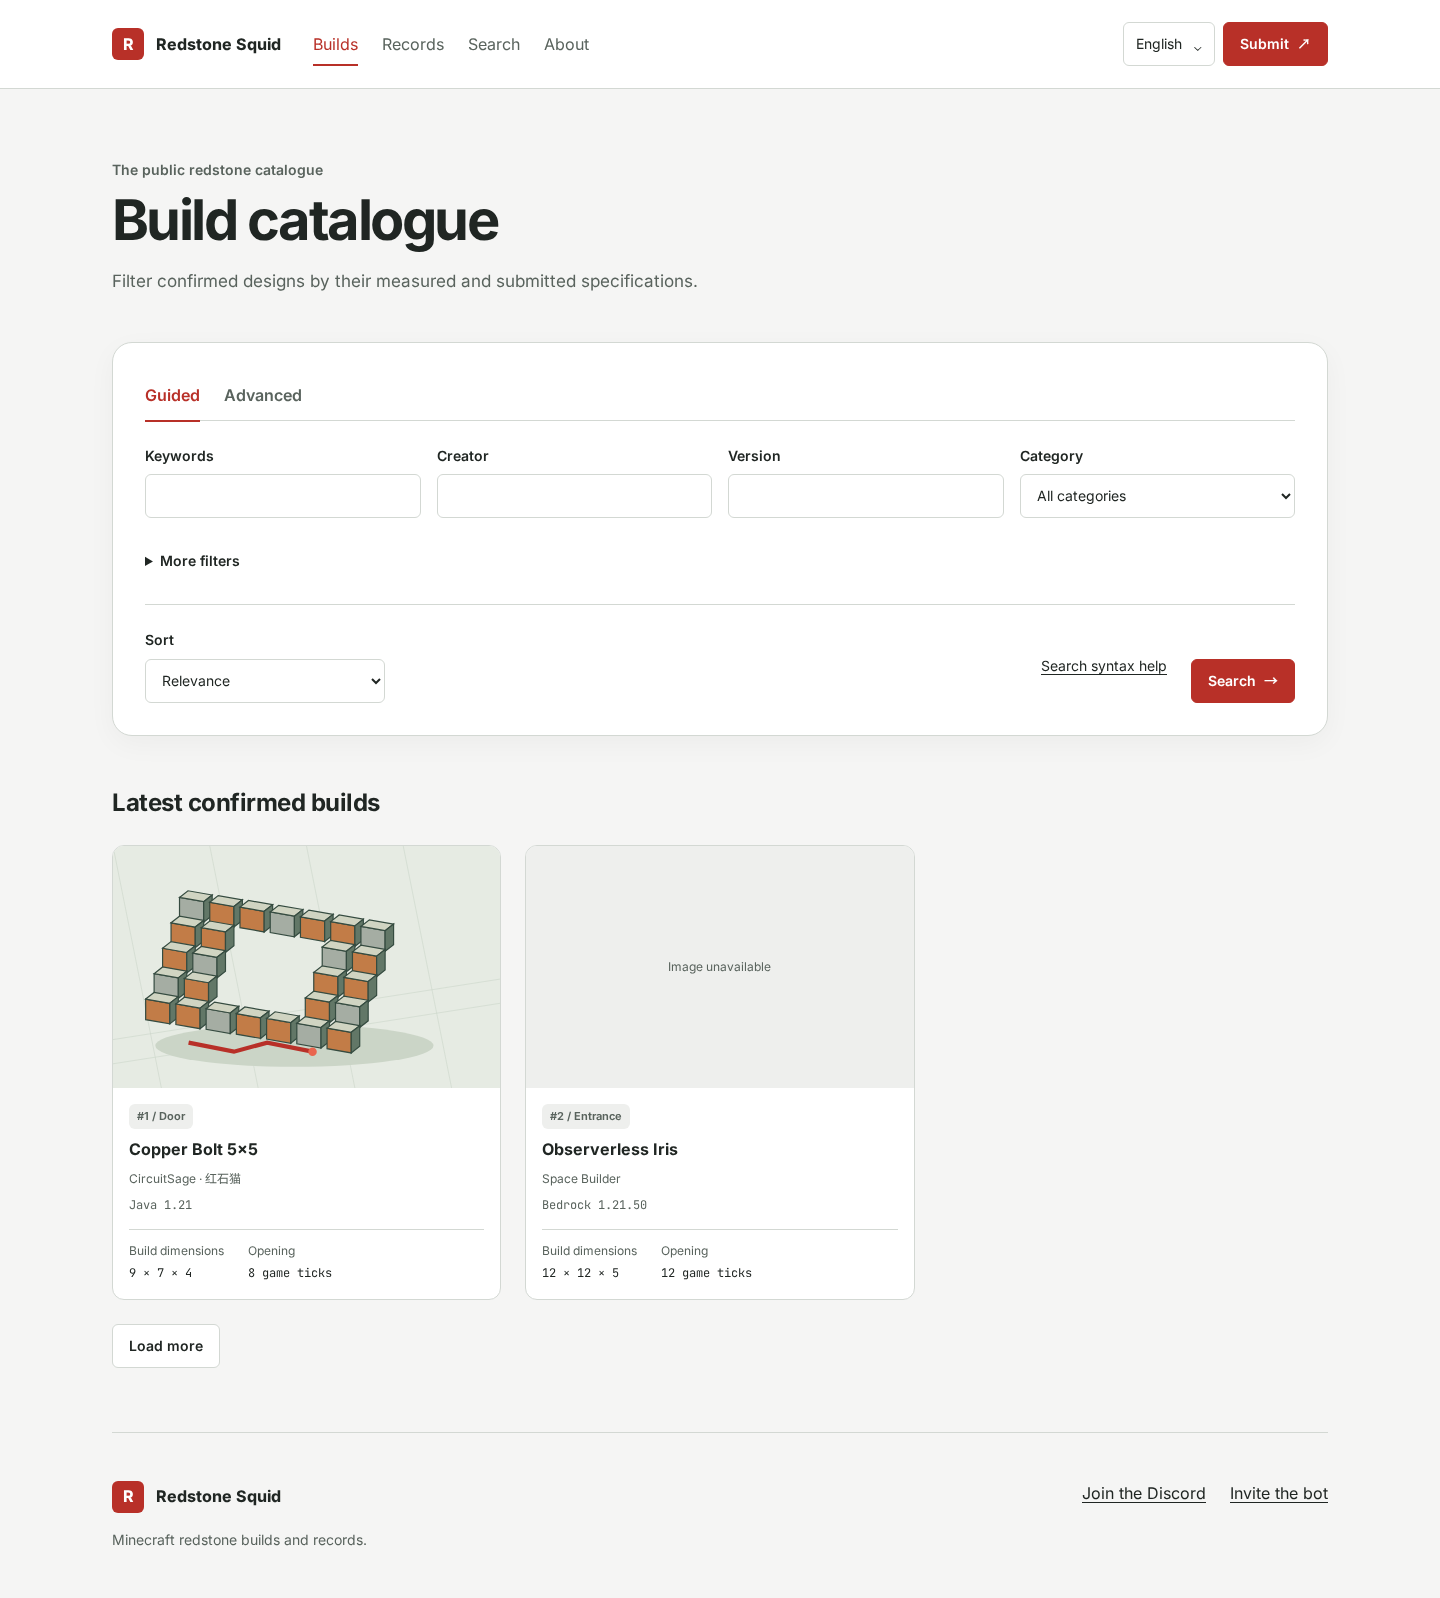 R Redstone Squid Builds Records Search About English Submit ↗
The public redstone catalogue
Build catalogue
Filter confirmed designs by their measured and submitted specifications.
Guided Advanced
Keywords Creator Version Category
All categories
More filters
Sort
Relevance Search syntax help Search →
Latest confirmed builds
Image unavailable
#1 / Door
Copper Bolt 5×5
CircuitSage · 红石猫
Java 1.21
Build dimensions Opening
9 × 7 × 4 8 game ticks
#2 / Entrance
Observerless Iris
Space Builder
Bedrock 1.21.50
Build dimensions Opening
12 × 12 × 5 12 game ticks
Load more
R Redstone Squid
Join the Discord Invite the bot
Minecraft redstone builds and records.